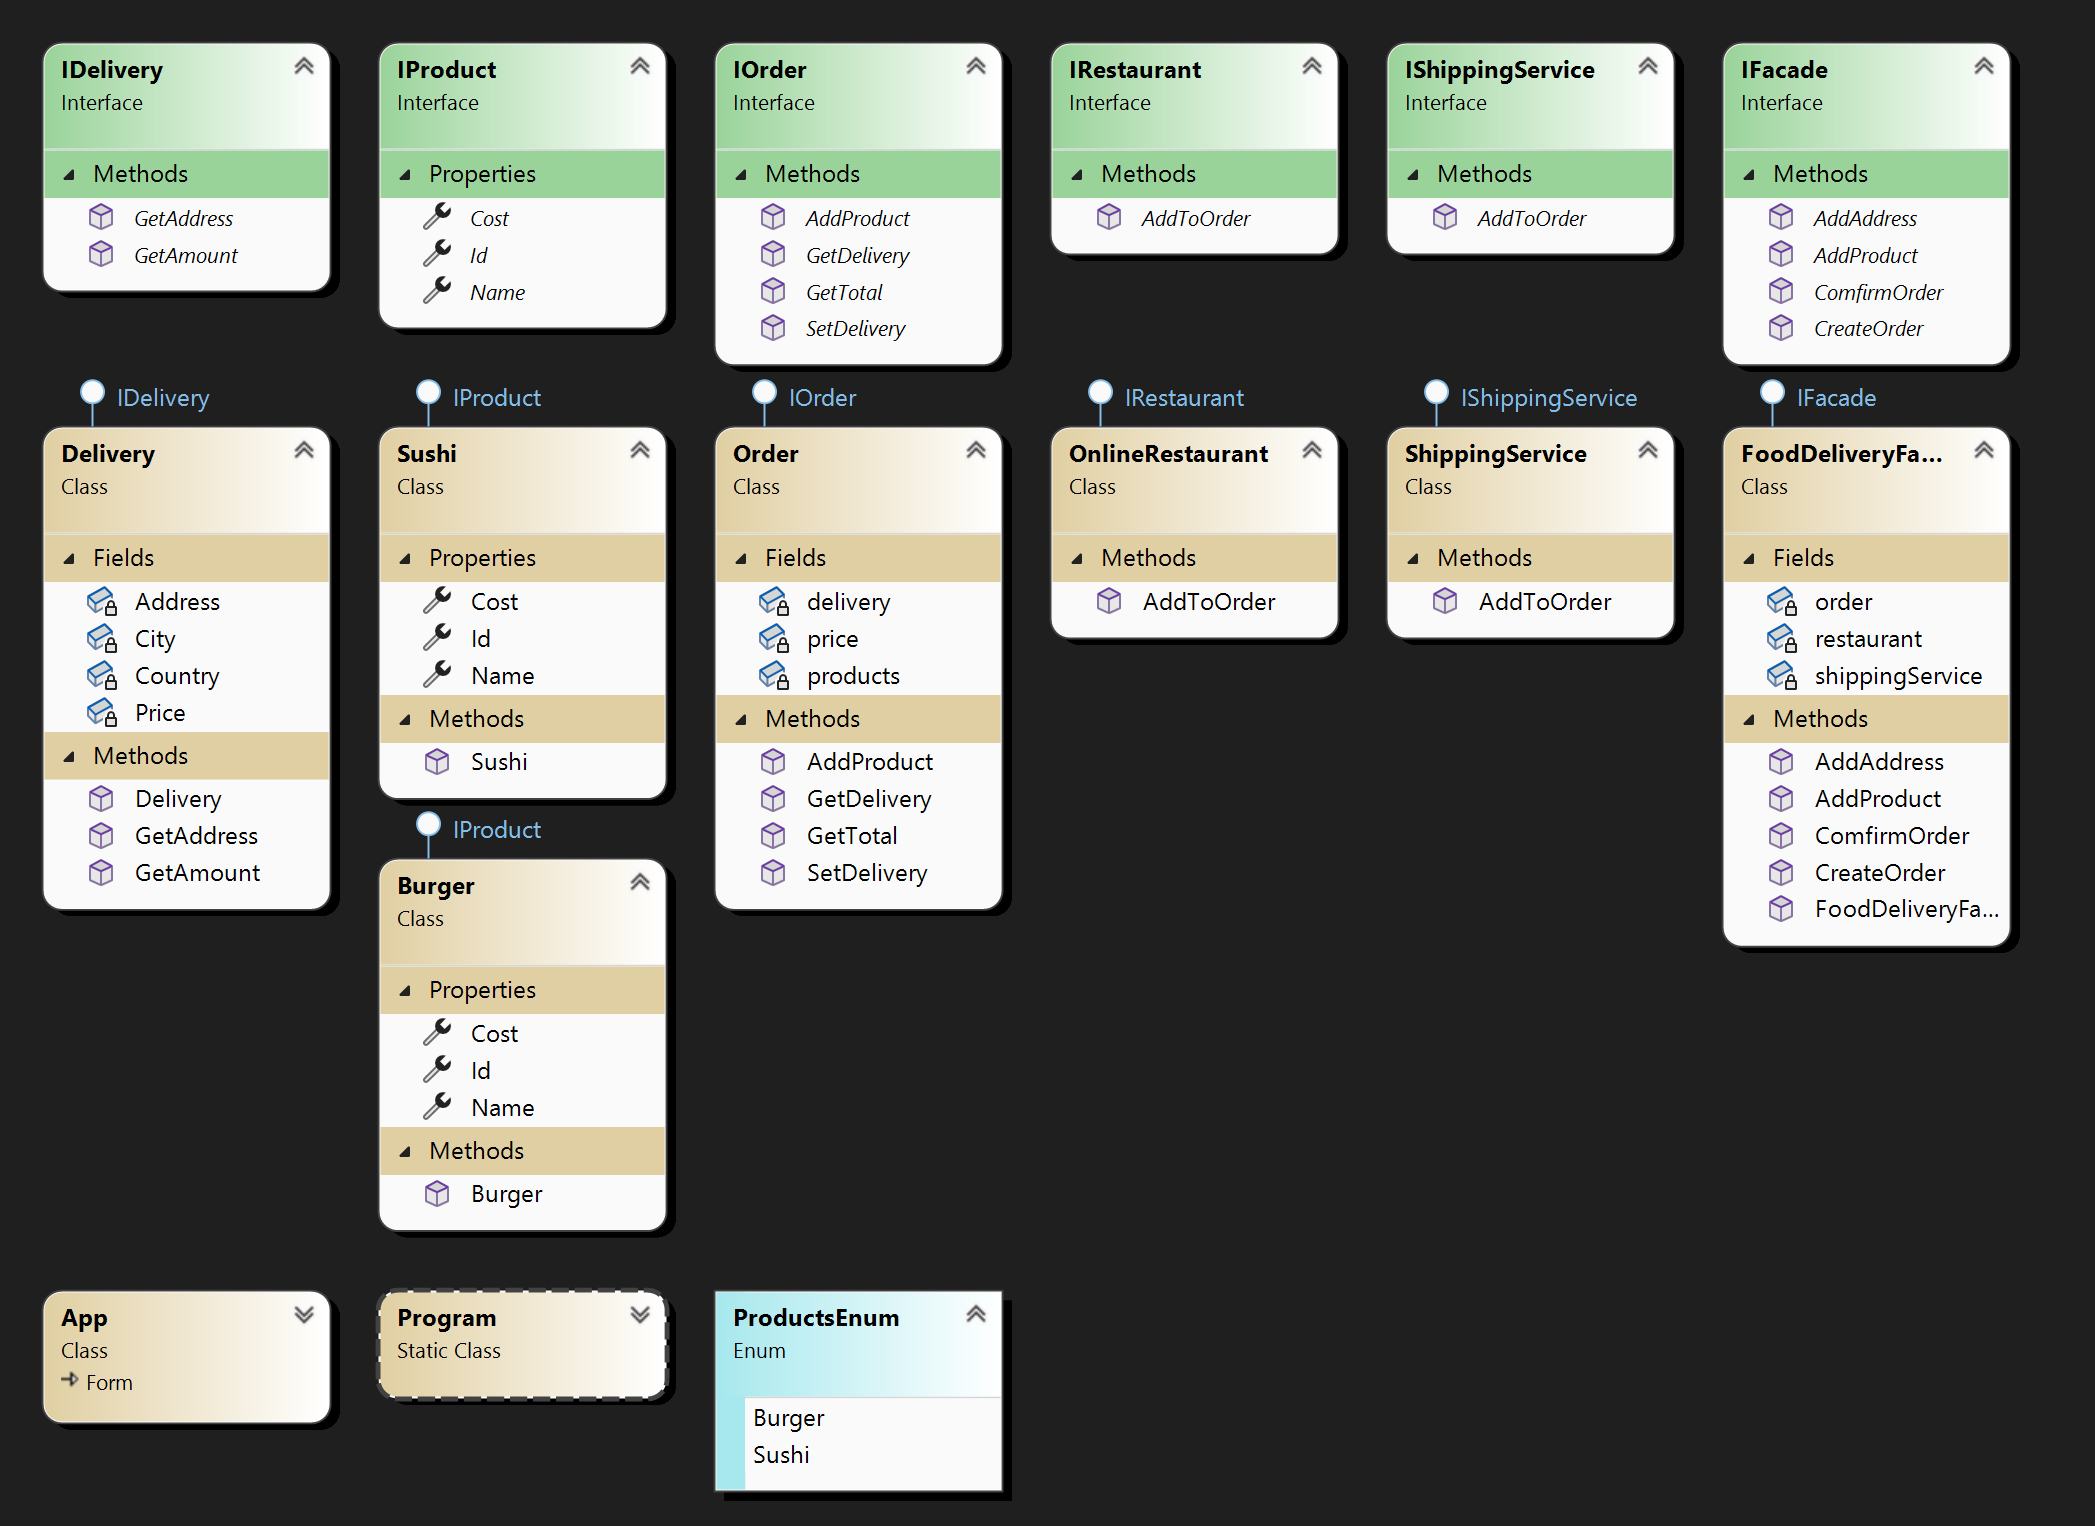 IDelivery
Interface
Methods
GetAddress
GetAmount
IProduct
Interface
Properties
Cost
Id
Name
IOrder
Interface
Methods
AddProduct
GetDelivery
GetTotal
SetDelivery
IRestaurant
Interface
Methods
AddToOrder
IShippingService
Interface
Methods
AddToOrder
IFacade
Interface
Methods
AddAddress
AddProduct
ComfirmOrder
CreateOrder
IDelivery
Delivery
Class
Fields
Address
City
Country
Price
Methods
Delivery
GetAddress
GetAmount
IProduct
Sushi
Class
Properties
Cost
Id
Name
Methods
Sushi
IProduct
Burger
Class
Properties
Cost
Id
Name
Methods
Burger
IOrder
Order
Class
Fields
delivery
price
products
Methods
AddProduct
GetDelivery
GetTotal
SetDelivery
IRestaurant
OnlineRestaurant
Class
Methods
AddToOrder
IShippingService
ShippingService
Class
Methods
AddToOrder
IFacade
FoodDeliveryFa...
Class
Fields
order
restaurant
shippingService
Methods
AddAddress
AddProduct
ComfirmOrder
CreateOrder
FoodDeliveryFa...
App
Class
Form
Program
Static Class
ProductsEnum
Enum
Burger
Sushi